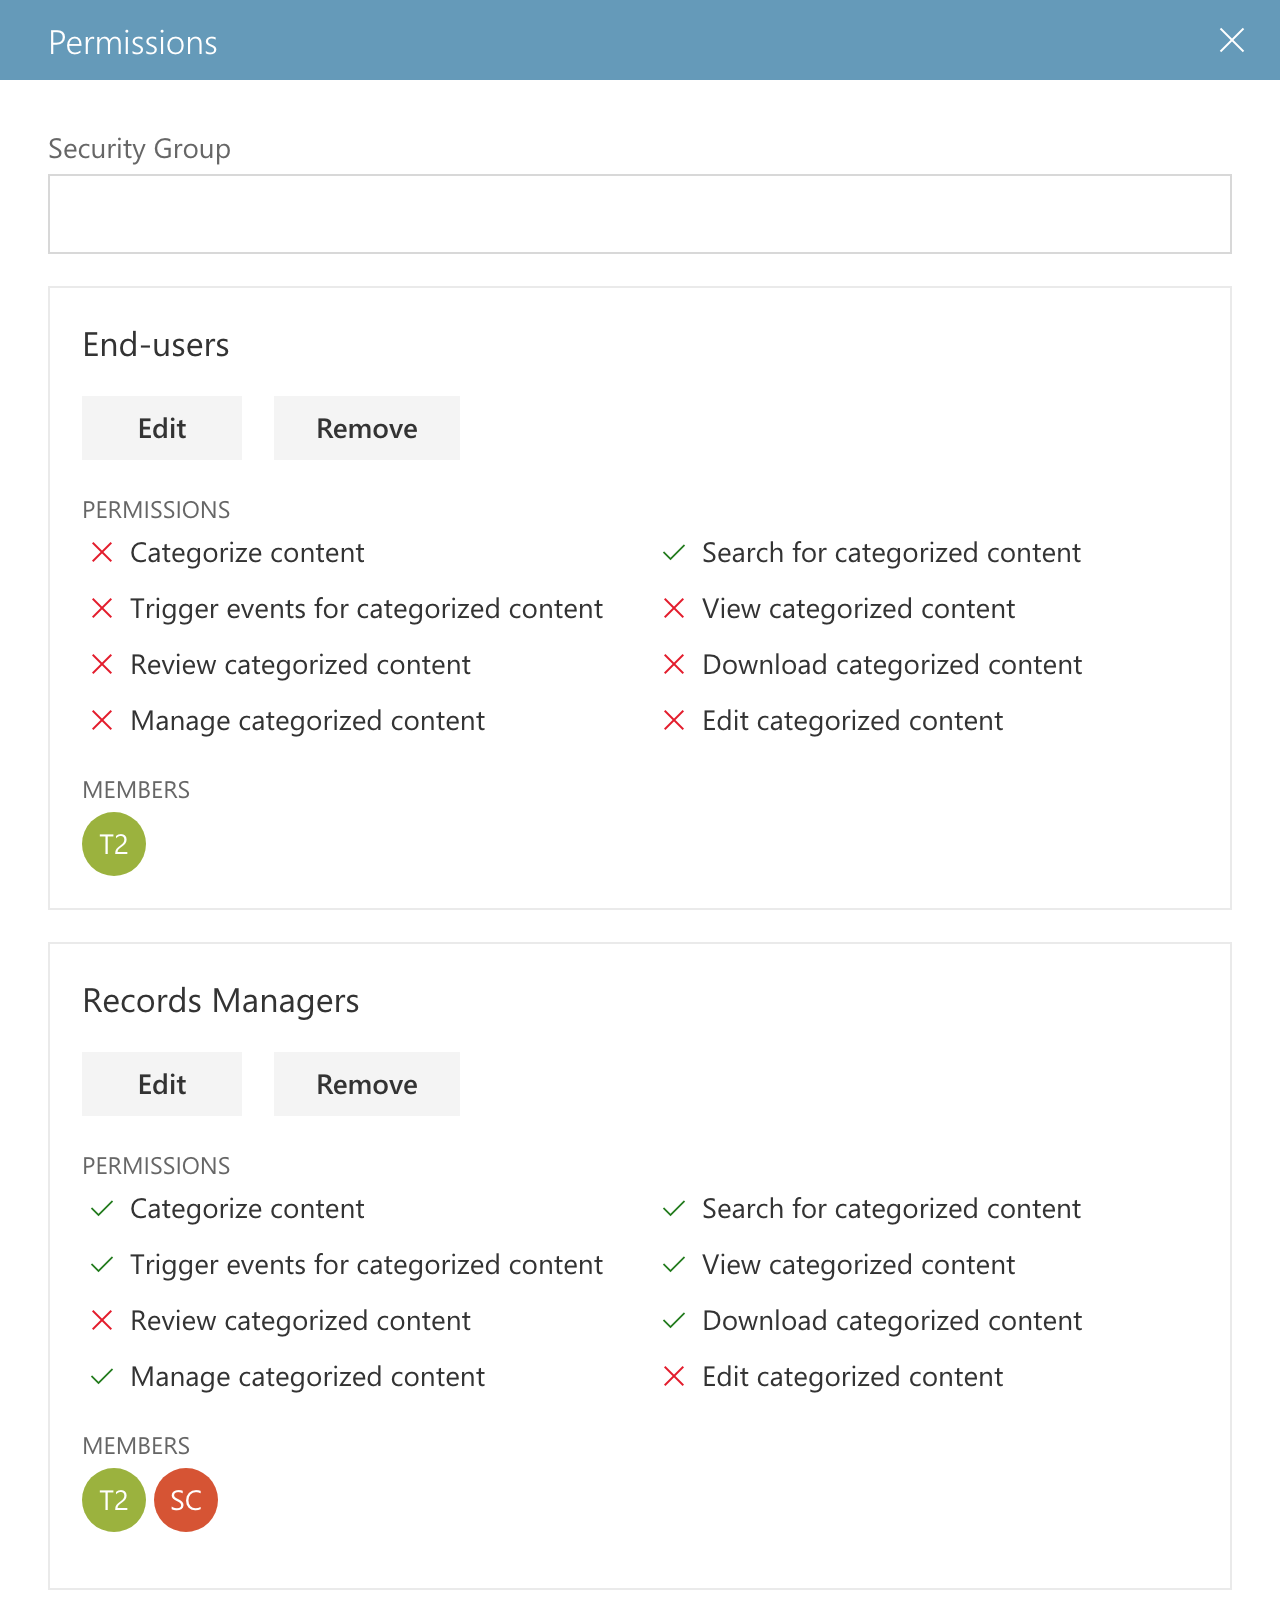 Permissions
Security Group
End-users
Edit Remove
PERMISSIONS
Categorize content Search for categorized content
Trigger events for categorized content View categorized content
Review categorized content Download categorized content
Manage categorized content Edit categorized content
MEMBERS
T2
Records Managers
Edit Remove
PERMISSIONS
Categorize content Search for categorized content
Trigger events for categorized content View categorized content
Review categorized content Download categorized content
Manage categorized content Edit categorized content
MEMBERS
T2 SC